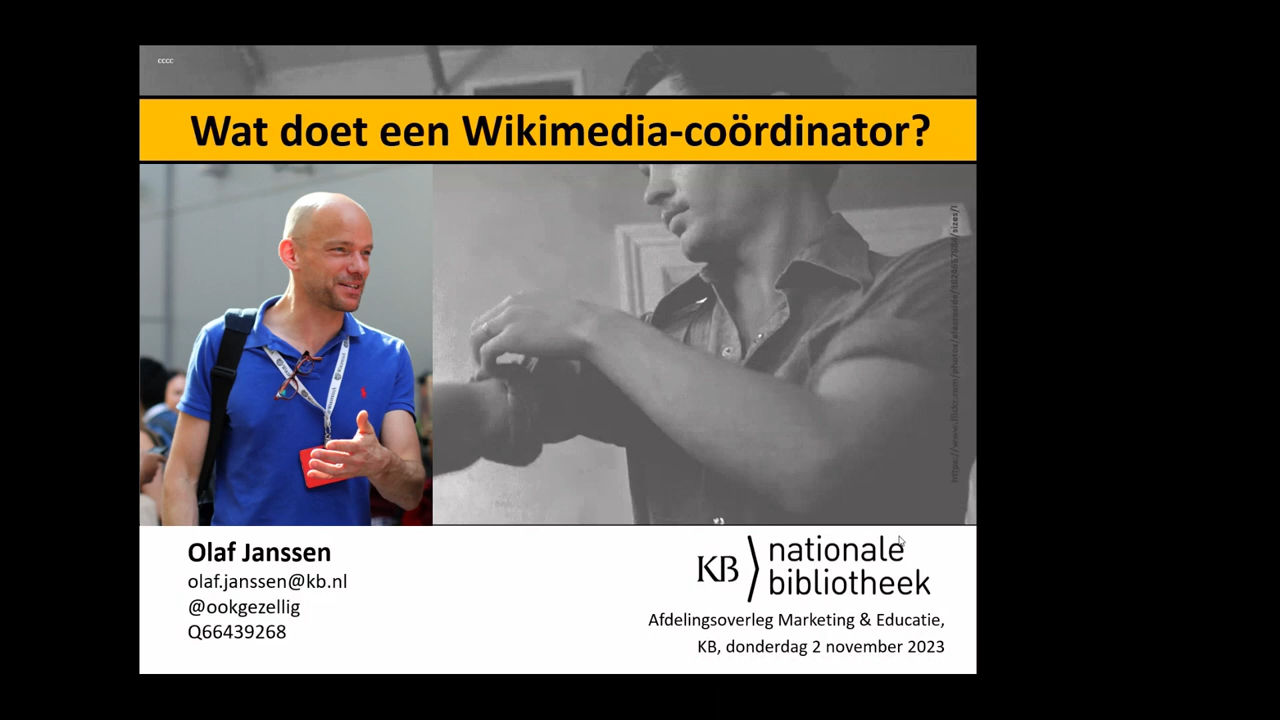 cccc
Wat doet een Wikimedia-coördinator?
Olaf Janssen
olaf.janssen@kb.nl
@ookgezellig
Q66439268
KB
nationale
bibliotheek
Afdelingsoverleg Marketing & Educatie,
KB, donderdag 2 november 2023